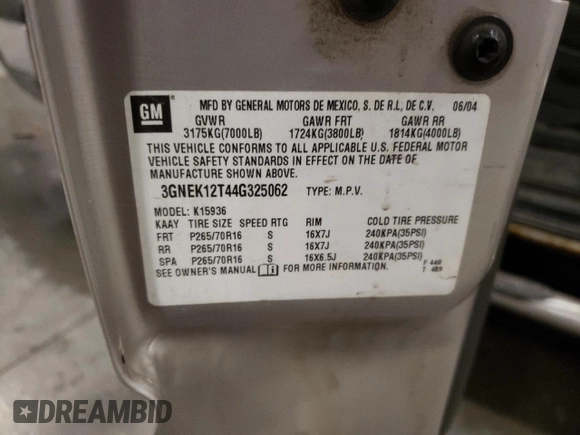 GM
MFD BY GENERAL MOTORS DE MEXICO, S. DE R.L, DE C.V. 06/04
GVWR GAWR FRT GAWR RR
3175KG(7000LB) 1724KG(3800LB) 1814KG(4000LB)
THIS VEHICLE CONFORMS TO ALL APPLICABLE U.S. FEDERAL MOTOR
VEHICLE SAFETY STANDARDS IN EFFECT ON THE DATE OF
MANUFACTURE SHOWN ABOVE.
3GNEK12T44G325062 TYPE: M.P.V.
MODEL: K15936
KAAY TIRE SIZE SPEED RTG RIM COLD TIRE PRESSURE
FRT P265/70R16 S 16X7J 240KPA(35PSI)
RR P265/70R16 S 16X7J 240KPA(35PSI)
SPA P265/70R16 S 16X6.5J 240KPA(35PSI)
SEE OWNER'S MANUAL FOR MORE INFORMATION.
F 440
T 489
DREAMBID